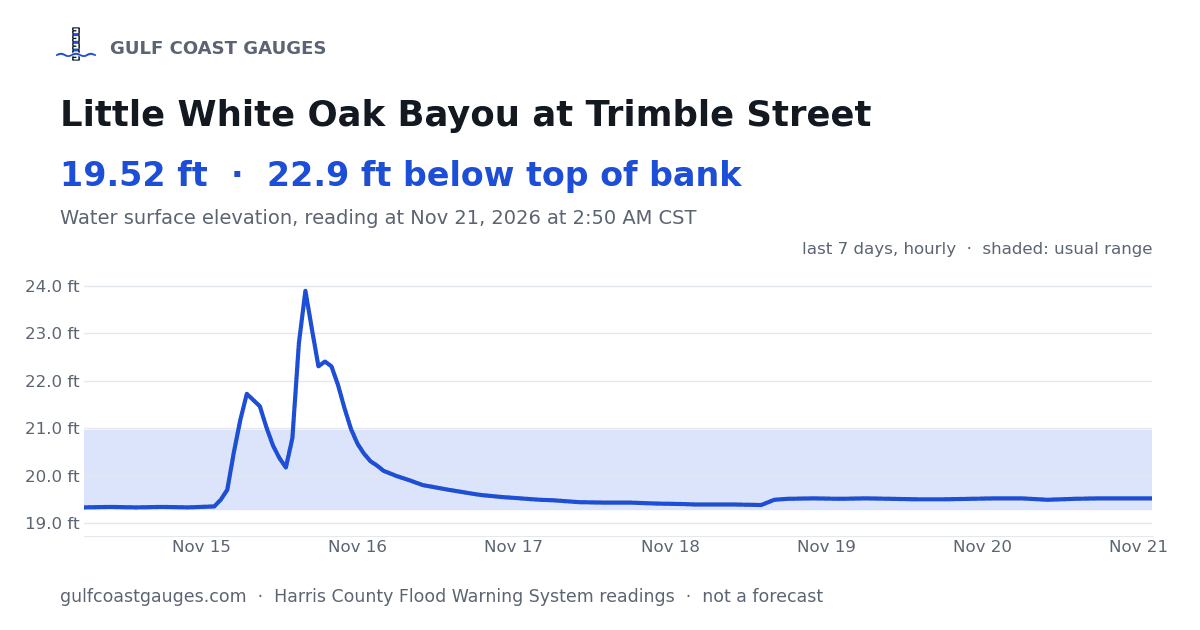 GULF COAST GAUGES
Little White Oak Bayou at Trimble Street
19.52 ft · 22.9 ft below top of bank
Water surface elevation, reading at Nov 21, 2026 at 2:50 AM CST
last 7 days, hourly · shaded: usual range
24.0 ft
23.0 ft
22.0 ft
21.0 ft
20.0 ft
19.0 ft
Nov 15 Nov 16 Nov 17 Nov 18 Nov 19 Nov 20 Nov 21
gulfcoastgauges.com · Harris County Flood Warning System readings · not a forecast